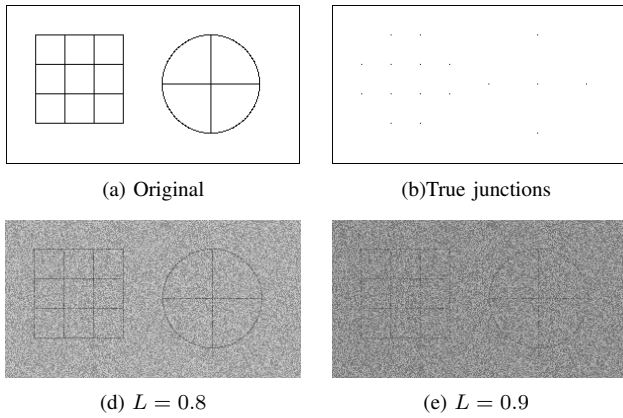 (a) Original
(b)True junctions
(d) L = 0.8
(e) L = 0.9